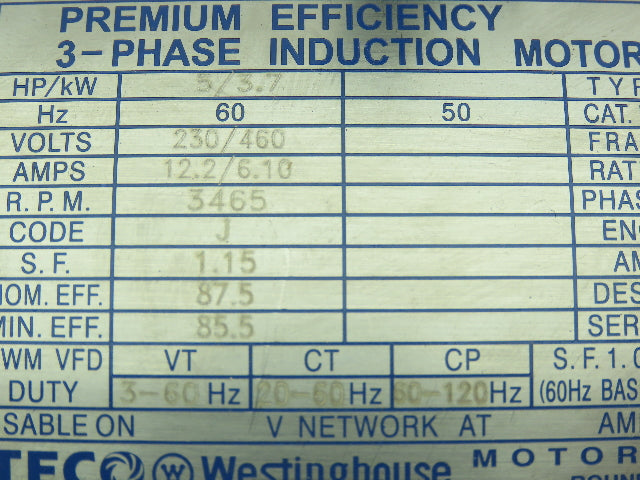 PREMIUM EFFICIENCY
3-PHASE INDUCTION MOTOR
HP/kW 5/3.7 TYP
Hz 60 50 CAT.
VOLTS 230/460 FRA
AMPS 12.2/6.10 RAT
R.P.M. 3465 PHAS
CODE J ENC
S.F. 1.15 AM
NOM. EFF. 87.5 DES
MIN. EFF. 85.5 SER
WM VFD VT CT CP S.F.1.0
DUTY 3-60 Hz 20-60 Hz 60-120 Hz (60Hz BAS
SABLE ON V NETWORK AT AM
TECO Westinghouse MOTOR
ROUN